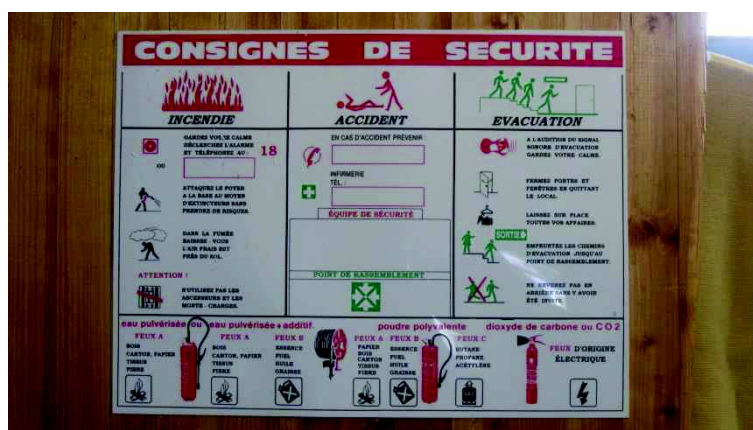 CONSIGNES DE SECURITE
INCENDIE
GARDEZ VOTRE CALME
DÉCLENCHEZ L'ALARME
ET TÉLÉPHONEZ AU : 18
OU
ATTAQUEZ LE FOYER
A LA BASE AU MOYEN
D'EXTINCTEURS SANS
PRENDRE DE RISQUES.
DANS LA FUMÉE
BAISSEZ - VOUS
L'AIR FRAIS EST
PRÈS DU SOL.
ATTENTION !
N'UTILISEZ PAS LES
ASCENSEURS ET LES
MONTE - CHARGES.
ACCIDENT
EN CAS D'ACCIDENT PRÉVENIR :
INFIRMERIE
TÉL. :
ÉQUIPE DE SÉCURITÉ
POINT DE RASSEMBLEMENT
EVACUATION
A L'AUDITION DU SIGNAL
SONORE D'EVACUATION
GARDEZ VOTRE CALME.
FERMEZ PORTES ET
FENÊTRES EN QUITTANT
LE LOCAL.
LAISSEZ SUR PLACE
TOUTES VOS AFFAIRES.
SORTIE
EMPRUNTEZ LES CHEMINS
D'EVACUATION JUSQU'AU
POINT DE RASSEMBLEMENT.
NE REVENEZ PAS EN
ARRIÈRE SANS Y AVOIR
ÉTÉ INVITÉ.
eau pulvérisée ou eau pulvérisée + additif
poudre polyvalente
dioxyde de carbone ou CO2
FEUX A
BOIS
CARTON, PAPIER
TISSUS
FIBRE
FEUX A
BOIS
CARTON, PAPIER
TISSUS
FIBRE
FEUX B
ESSENCE
FUEL
HUILE
GRAISSE
FEUX A
PAPIER
BOIS
CARTON
TISSUS
FIBRE
FEUX B
ESSENCE
FUEL
HUILE
GRAISSE
FEUX C
BUTANE
PROPANE
ACÉTYLÈNE
FEUX D'ORIGINE
ÉLECTRIQUE